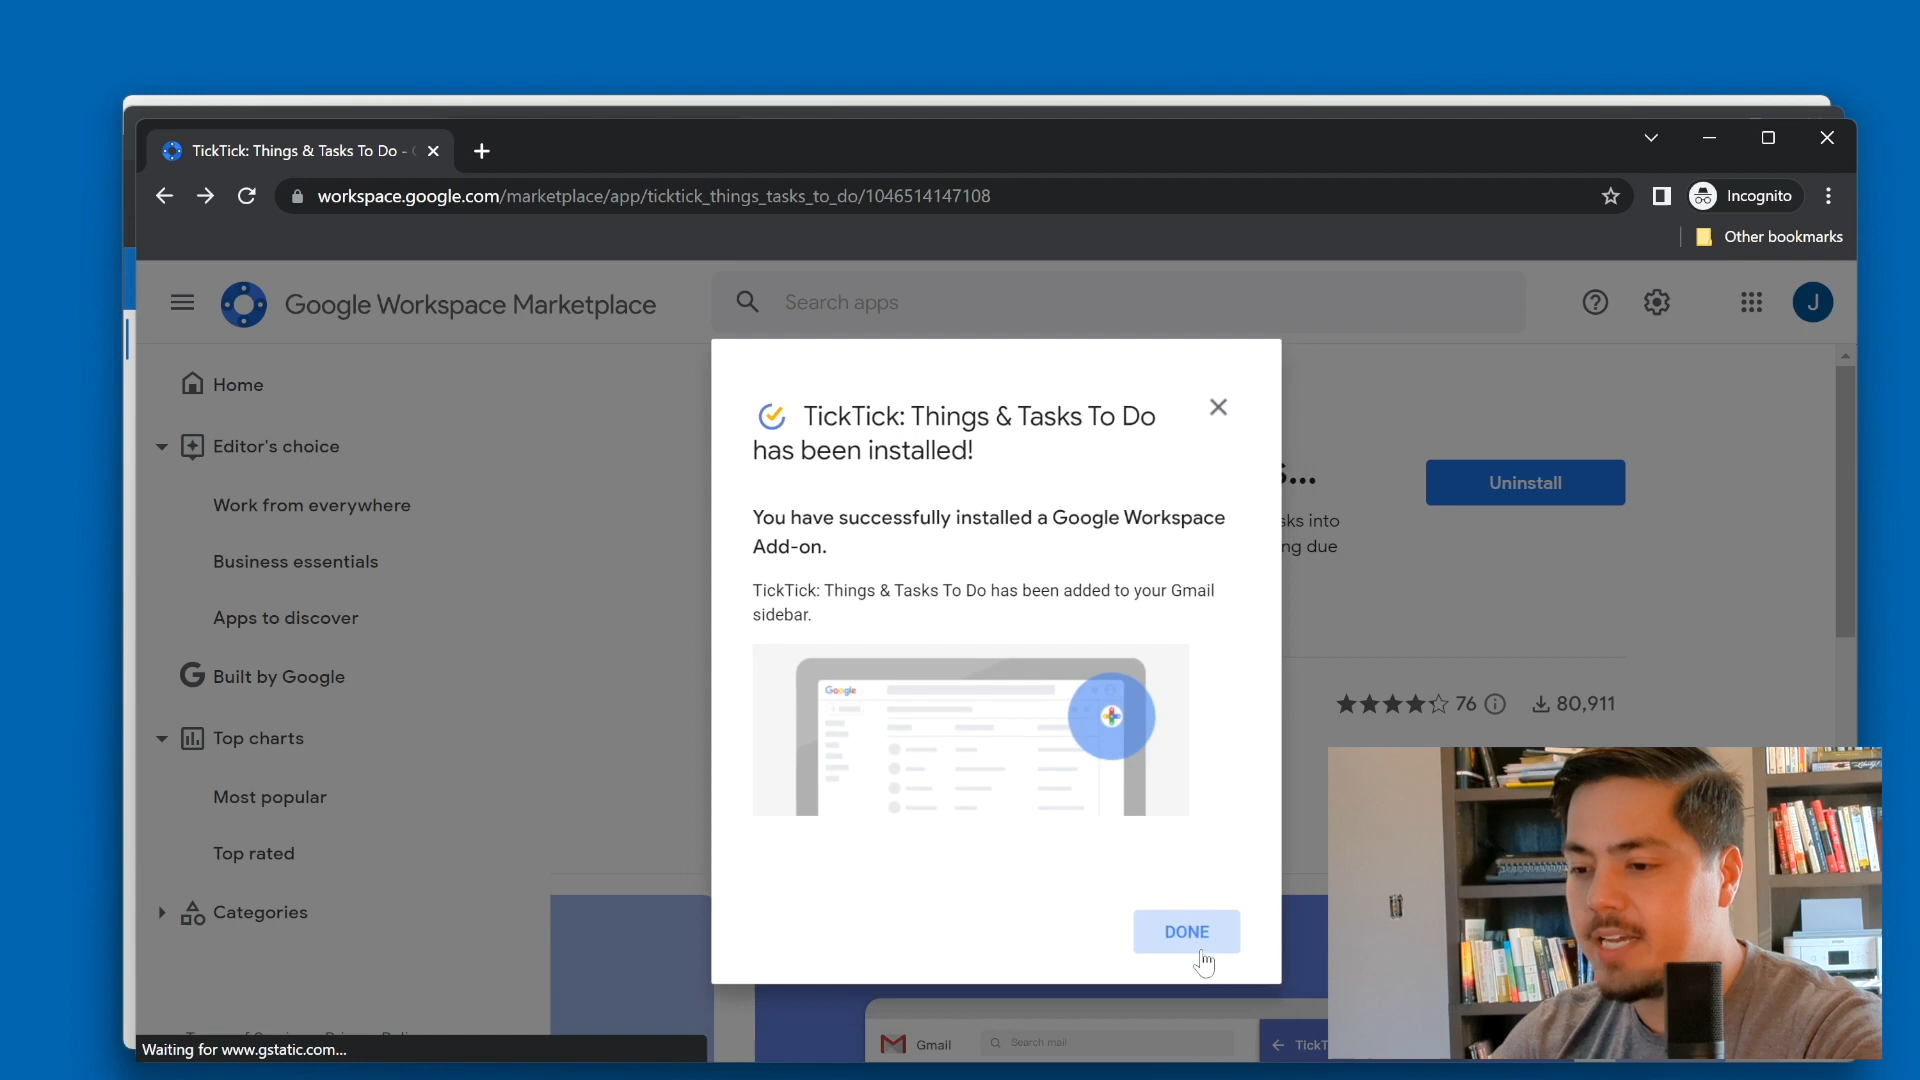 TickTick: Things & Tasks To Do -
workspace.google.com/marketplace/app/ticktick_things_tasks_to_do/1046514147108
Incognito
Other bookmarks
Google Workspace Marketplace
Search apps
J
Home
Editor's choice
Work from everywhere
Business essentials
Apps to discover
Built by Google
Top charts
Most popular
Top rated
Categories
TickTick: Things & Tasks To Do
has been installed!
You have successfully installed a Google Workspace
Add-on.
TickTick: Things & Tasks To Do has been added to your Gmail
sidebar.
Google
DONE
s...
Uninstall
sks into
ng due
76
80,911
Gmail
Search mail
TickT
Waiting for www.gstatic.com...